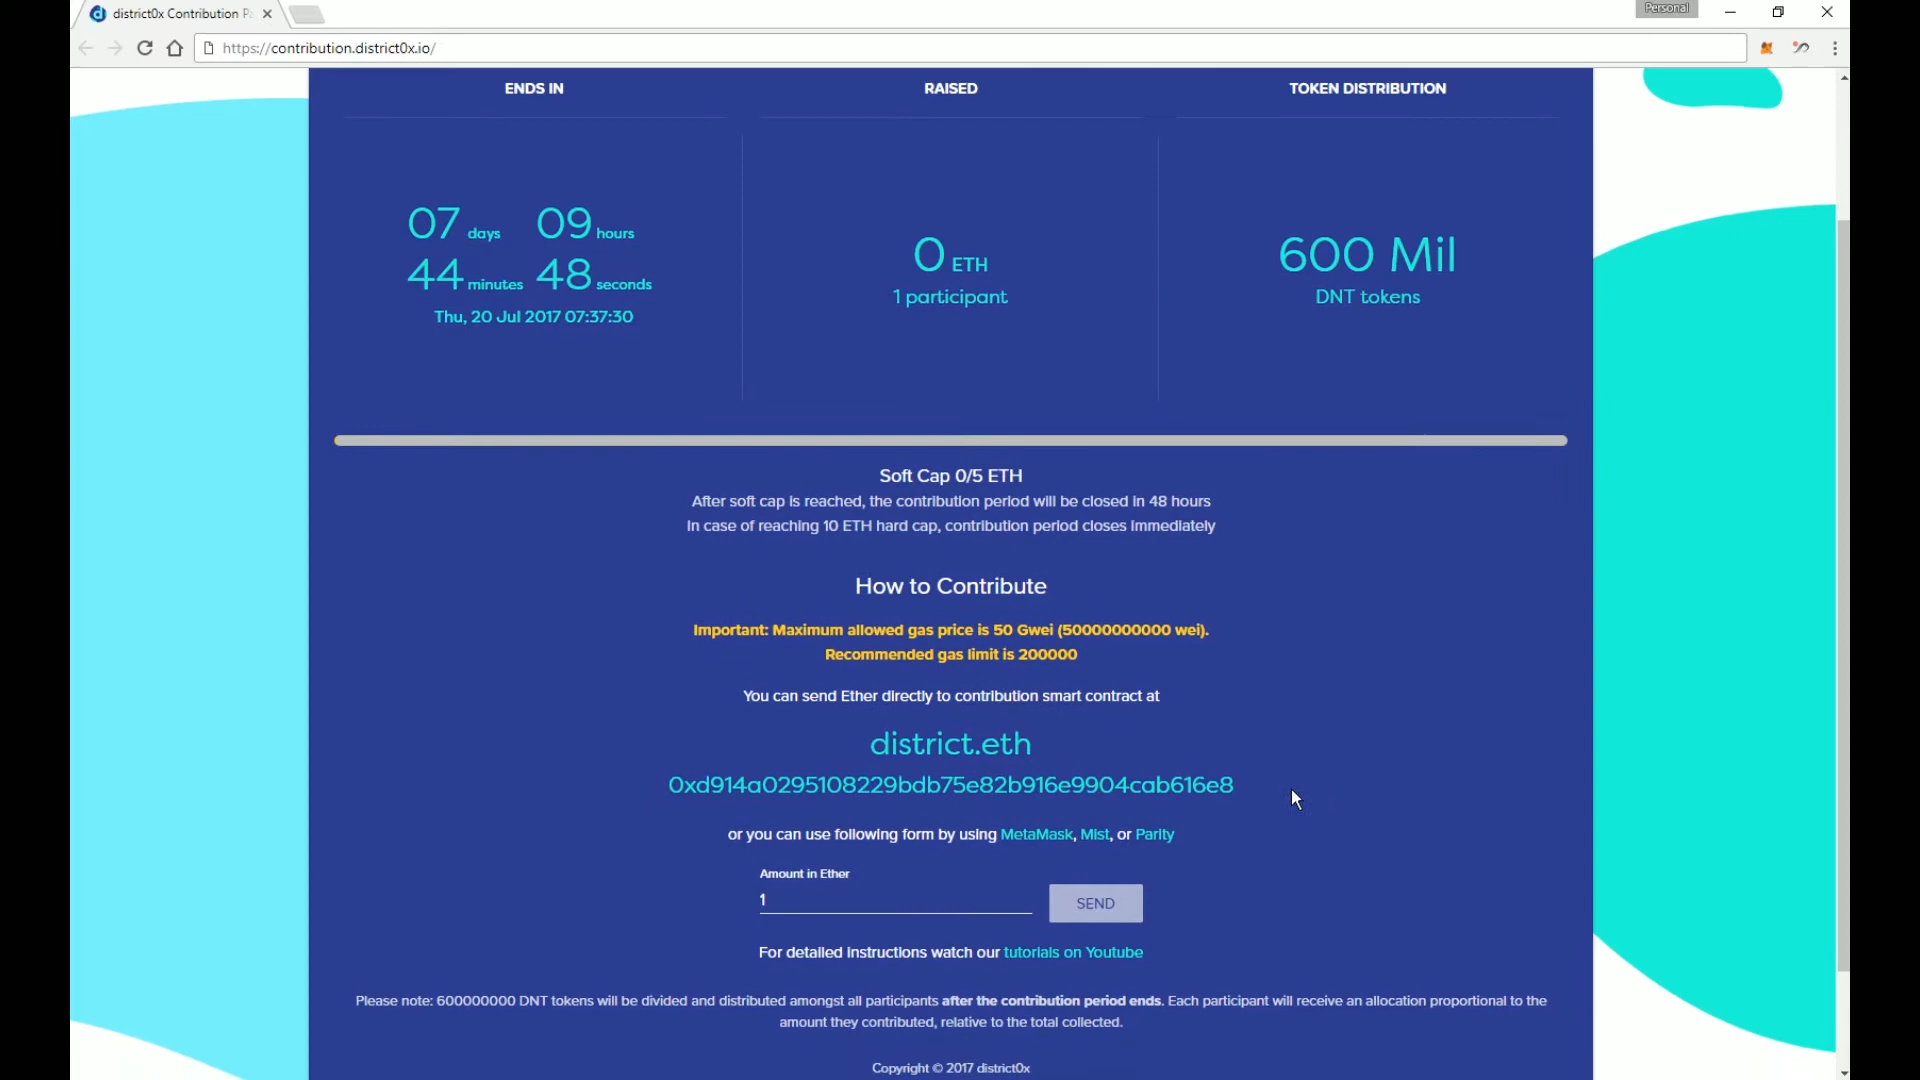 district0x Contribution Pa
Personal
https://contribution.district0x.io/
ENDS IN
RAISED
TOKEN DISTRIBUTION
07 days 09 hours
44 minutes 48 seconds
Thu, 20 Jul 2017 07:37:30
0 ETH
1 participant
600 Mil
DNT tokens
Soft Cap 0/5 ETH
After soft cap is reached, the contribution period will be closed in 48 hours
In case of reaching 10 ETH hard cap, contribution period closes immediately
How to Contribute
Important: Maximum allowed gas price is 50 Gwei (50000000000 wei).
Recommended gas limit is 200000
You can send Ether directly to contribution smart contract at
district.eth
0xd914a0295108229bdb75e82b916e9904cab616e8
or you can use following form by using MetaMask, Mist, or Parity
Amount in Ether
1
SEND
For detailed instructions watch our tutorials on Youtube
Please note: 600000000 DNT tokens will be divided and distributed amongst all participants after the contribution period ends. Each participant will receive an allocation proportional to the
amount they contributed, relative to the total collected.
Copyright © 2017 district0x